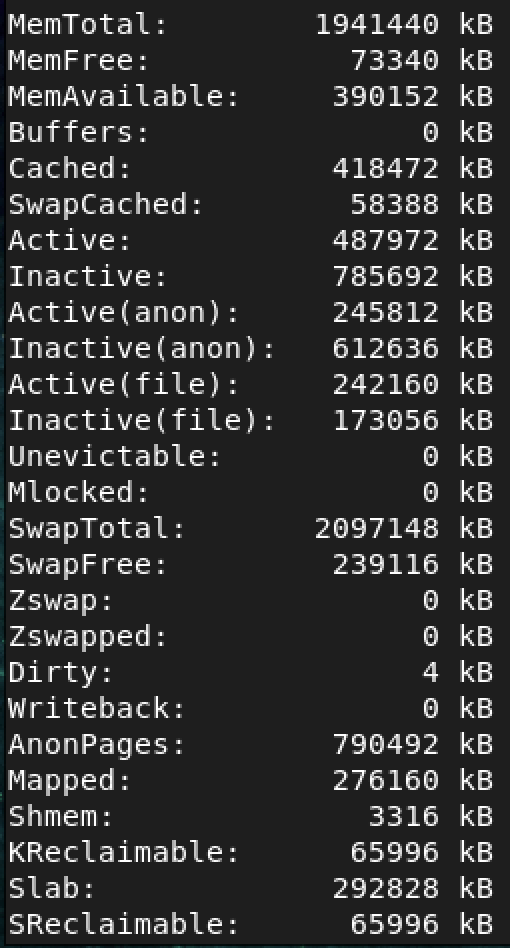 MemTotal:        1941440 kB
MemFree:           73340 kB
MemAvailable:     390152 kB
Buffers:               0 kB
Cached:           418472 kB
SwapCached:        58388 kB
Active:           487972 kB
Inactive:         785692 kB
Active(anon):     245812 kB
Inactive(anon):   612636 kB
Active(file):     242160 kB
Inactive(file):   173056 kB
Unevictable:           0 kB
Mlocked:               0 kB
SwapTotal:       2097148 kB
SwapFree:         239116 kB
Zswap:                 0 kB
Zswapped:              0 kB
Dirty:                 4 kB
Writeback:             0 kB
AnonPages:        790492 kB
Mapped:           276160 kB
Shmem:              3316 kB
KReclaimable:      65996 kB
Slab:             292828 kB
SReclaimable:      65996 kB